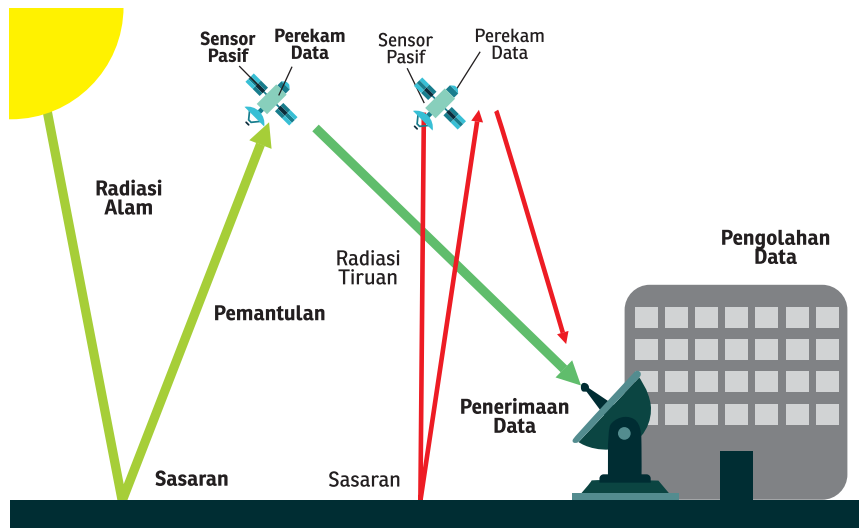 Sensor
Pasif
Perekam
Data
Sensor
Pasif
Perekam
Data
Radiasi
Alam
Pemantulan
Sasaran
Radiasi
Tiruan
Sasaran
Penerimaan
Data
Pengolahan
Data